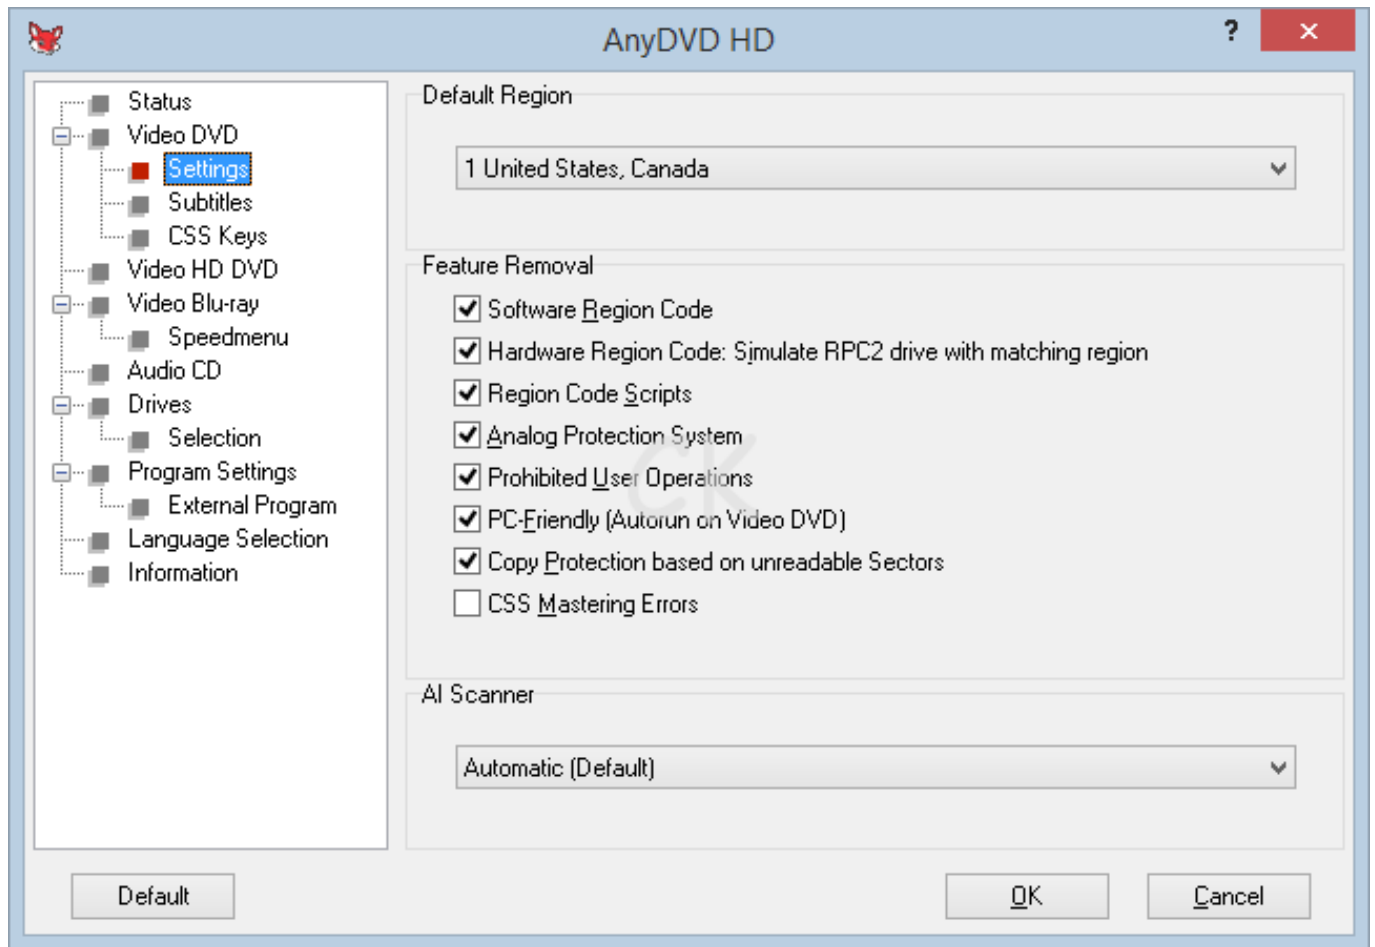 AnyDVD HD
?
Status
Video DVD
Settings
Subtitles
CSS Keys
Video HD DVD
Video Blu-ray
Speedmenu
Audio CD
Drives
Selection
Program Settings
External Program
Language Selection
Information
Default Region
1 United States, Canada
Feature Removal
Software Region Code
Hardware Region Code: Simulate RPC2 drive with matching region
Region Code Scripts
Analog Protection System
Prohibited User Operations
PC-Friendly (Autorun on Video DVD)
Copy Protection based on unreadable Sectors
CSS Mastering Errors
CK
AI Scanner
Automatic (Default)
Default
OK
Cancel